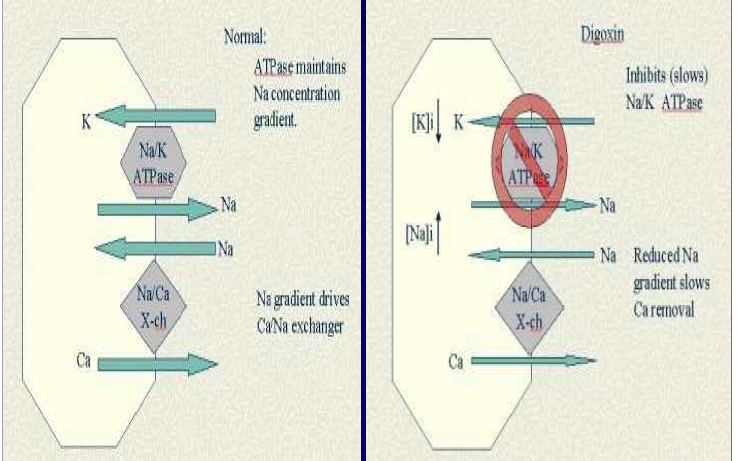 Normal:
ATPase maintains
Na concentration
gradient.
K
Na/K
ATPase
Na
Na
Na/Ca
X-ch
Na gradient drives
Ca/Na exchanger
Ca
Digoxin
Inhibits (slows)
Na/K ATPase
[K]i
K
Na/K
ATPase
Na
[Na]i
Na
Reduced Na
gradient slows
Ca removal
Na/Ca
X-ch
Ca